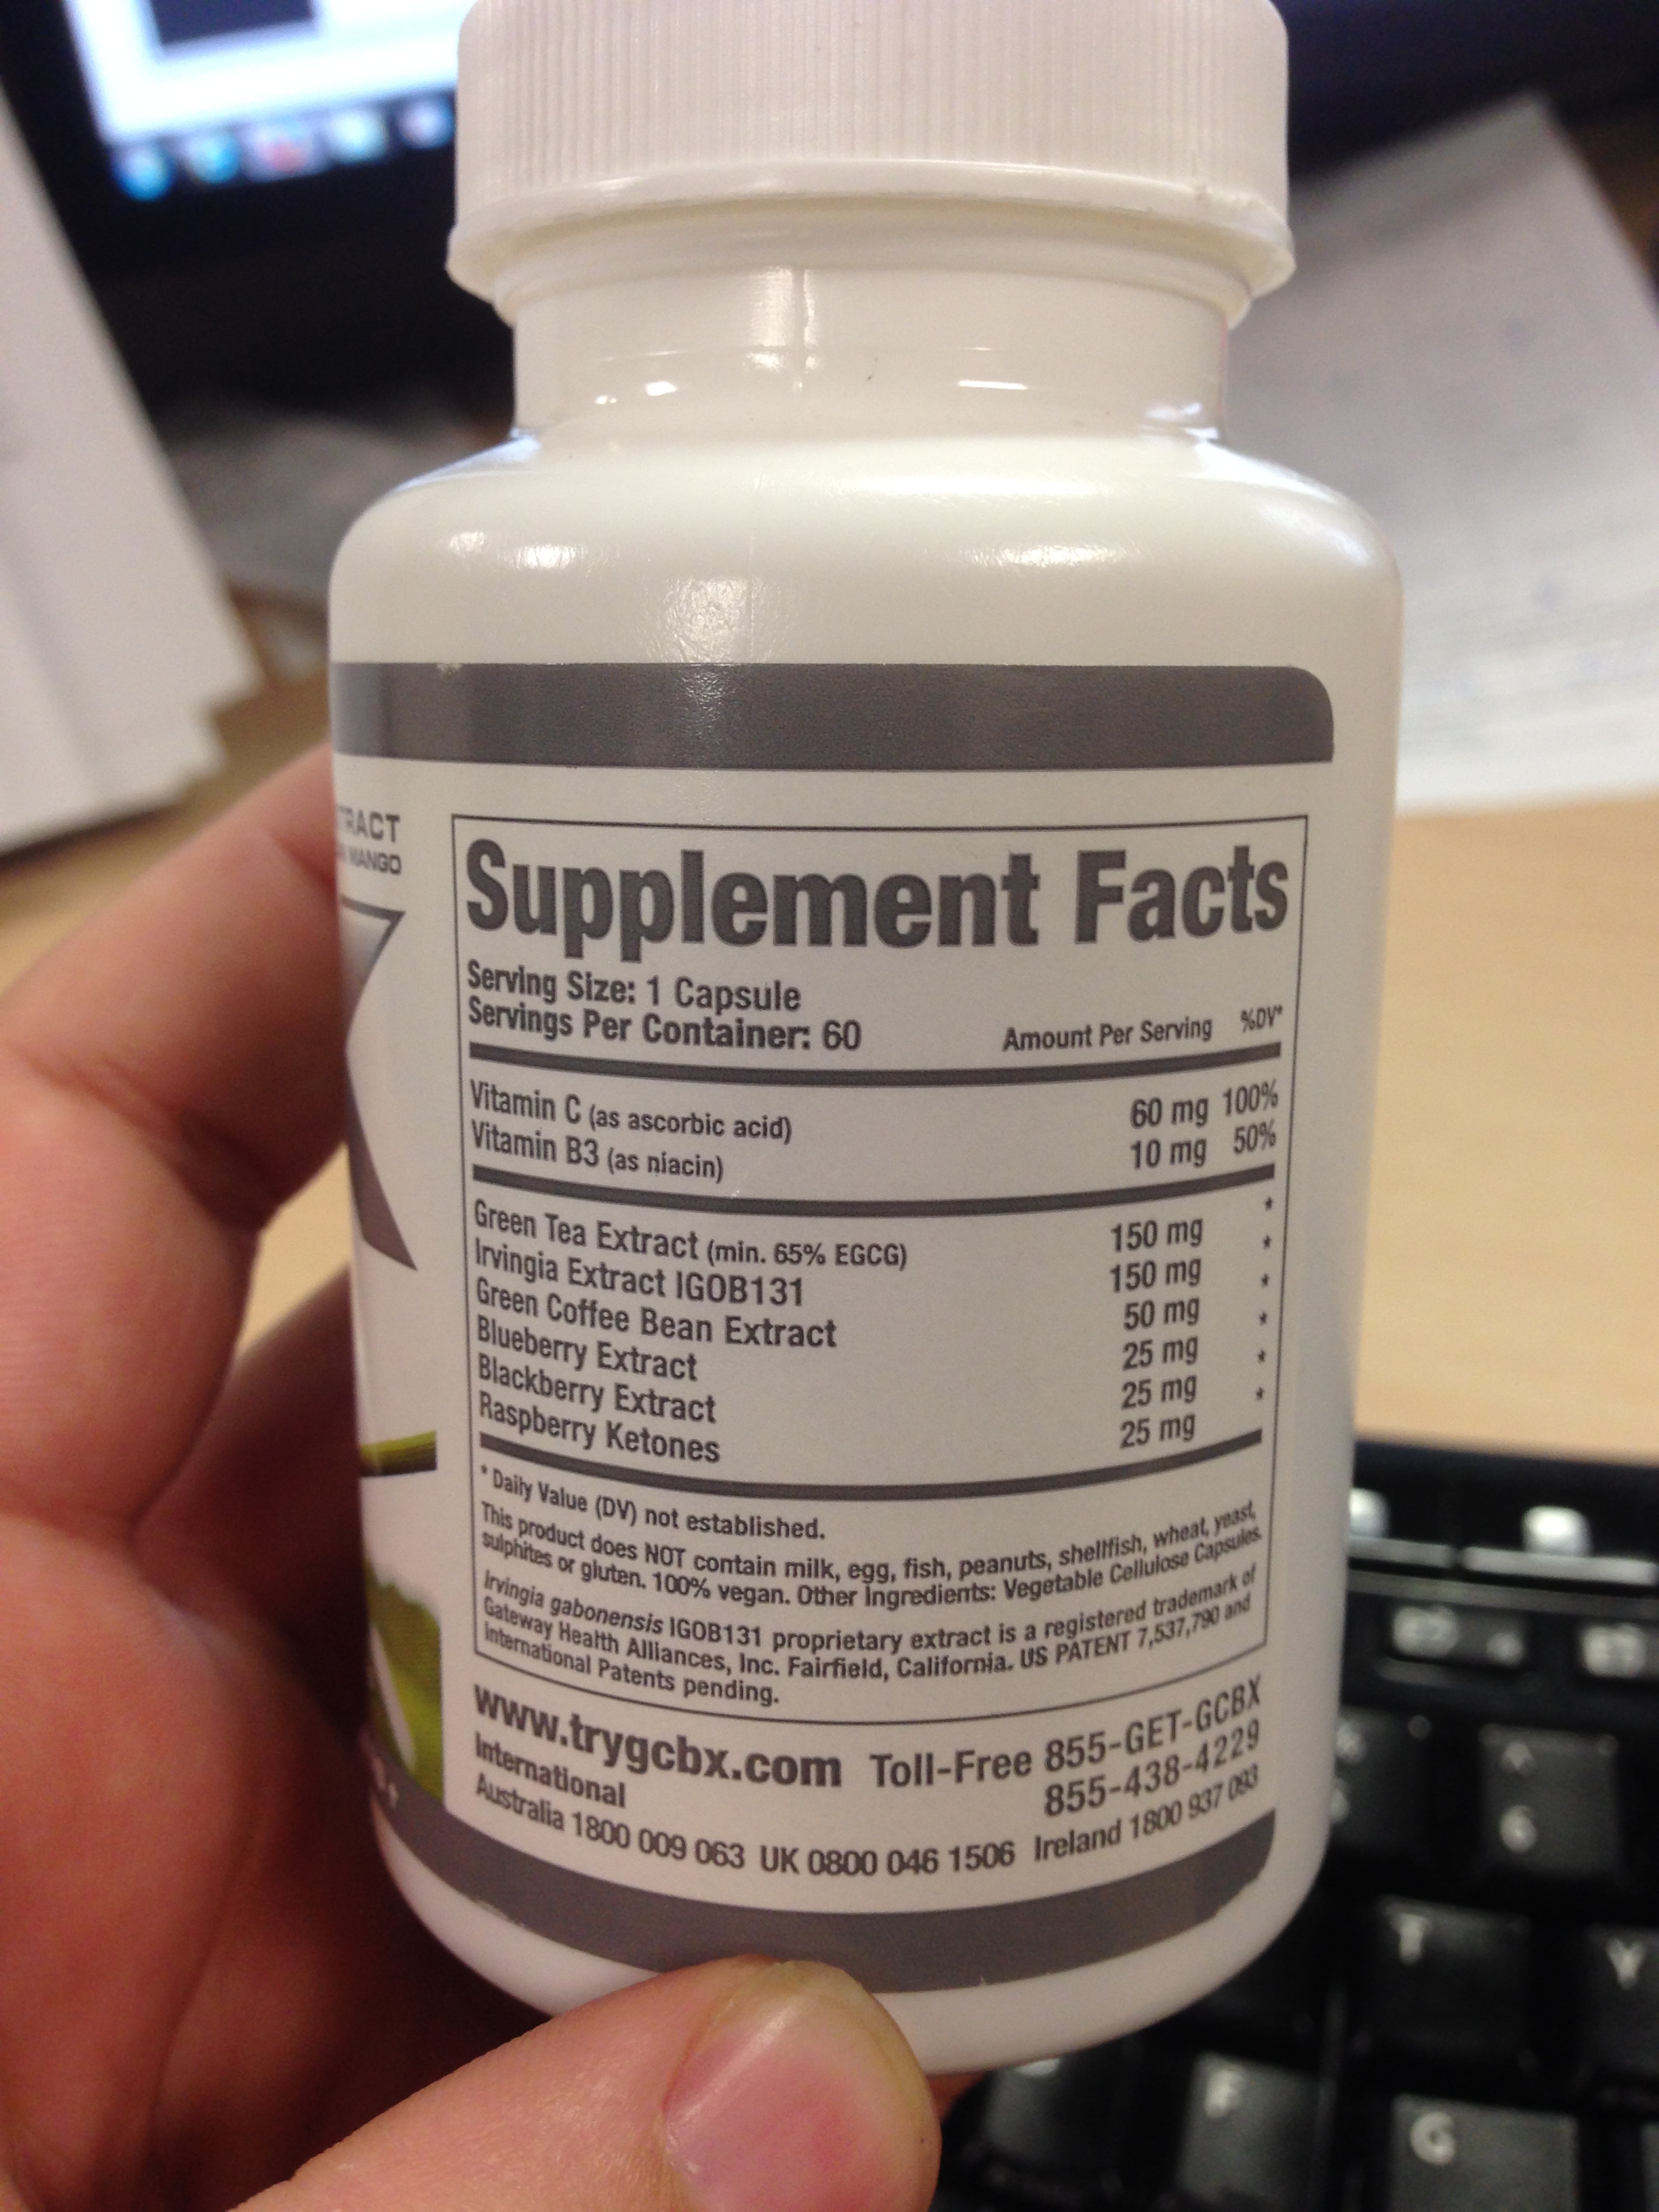 TRACT
MANGO
Supplement Facts
Serving Size: 1 Capsule
Servings Per Container: 60 Amount Per Serving %DV*
Vitamin C (as ascorbic acid) 60 mg 100%
Vitamin B3 (as niacin) 10 mg 50%
Green Tea Extract (min. 65% EGCG) 150 mg *
Irvingia Extract IGOB131 150 mg *
Green Coffee Bean Extract 50 mg *
Blueberry Extract 25 mg *
Blackberry Extract 25 mg *
Raspberry Ketones 25 mg *
* Daily Value (DV) not established.
This product does NOT contain milk, egg, fish, peanuts, shellfish, wheat, yeast,
sulphites or gluten. 100% vegan. Other Ingredients: Vegetable Cellulose Capsules.
Irvingia gabonensis IGOB131 proprietary extract is a registered trademark of
Gateway Health Alliances, Inc. Fairfield, California. US PATENT 7,537,790 and
International Patents pending.
www.trygcbx.com Toll-Free 855-GET-GCBX
855-438-4229
International
Australia 1800 009 063 UK 0800 046 1506 Ireland 1800 937 093
6
T
Y
F
G